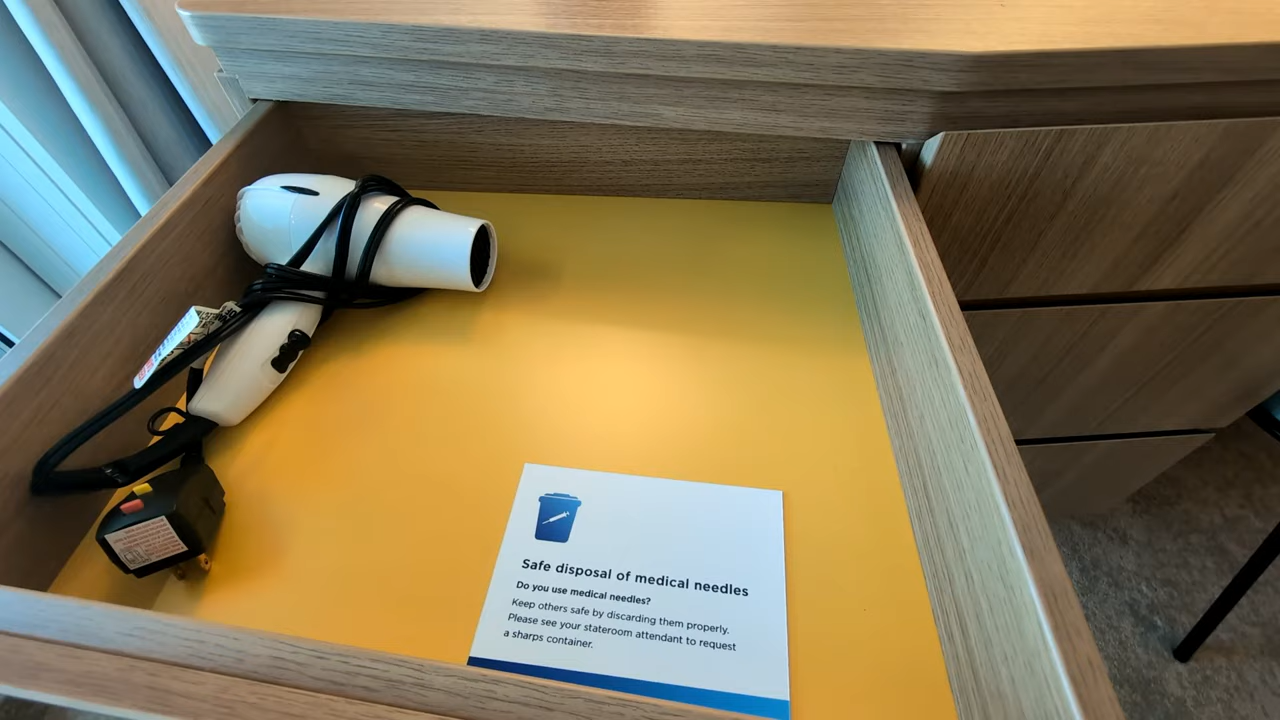 Safe disposal of medical needles
Do you use medical needles?
Keep others safe by discarding them properly.
Please see your stateroom attendant to request
a sharps container.